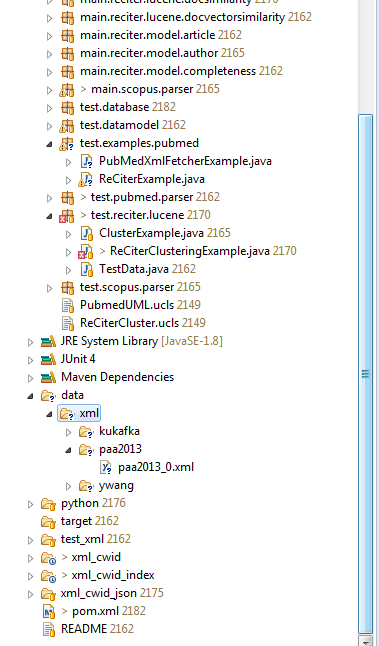 main.reciter.lucene.docsimilarity 2170
main.reciter.lucene.docvectorsimilarity 2162
main.reciter.model.article 2162
main.reciter.model.author 2165
main.reciter.model.completeness 2162
> main.scopus.parser 2165
test.database 2182
test.datamodel 2162
test.examples.pubmed
PubMedXmlFetcherExample.java
ReCiterExample.java
> test.pubmed.parser 2162
> test.reciter.lucene 2170
ClusterExample.java 2165
> ReCiterClusteringExample.java 2170
TestData.java 2162
test.scopus.parser 2165
PubmedUML.ucls 2149
ReCiterCluster.ucls 2149
JRE System Library [JavaSE-1.8]
JUnit 4
Maven Dependencies
data
xml
kukafka
paa2013
paa2013_0.xml
ywang
python 2176
target 2162
test_xml 2162
> xml_cwid
> xml_cwid_index
xml_cwid_json 2175
> pom.xml 2182
README 2162